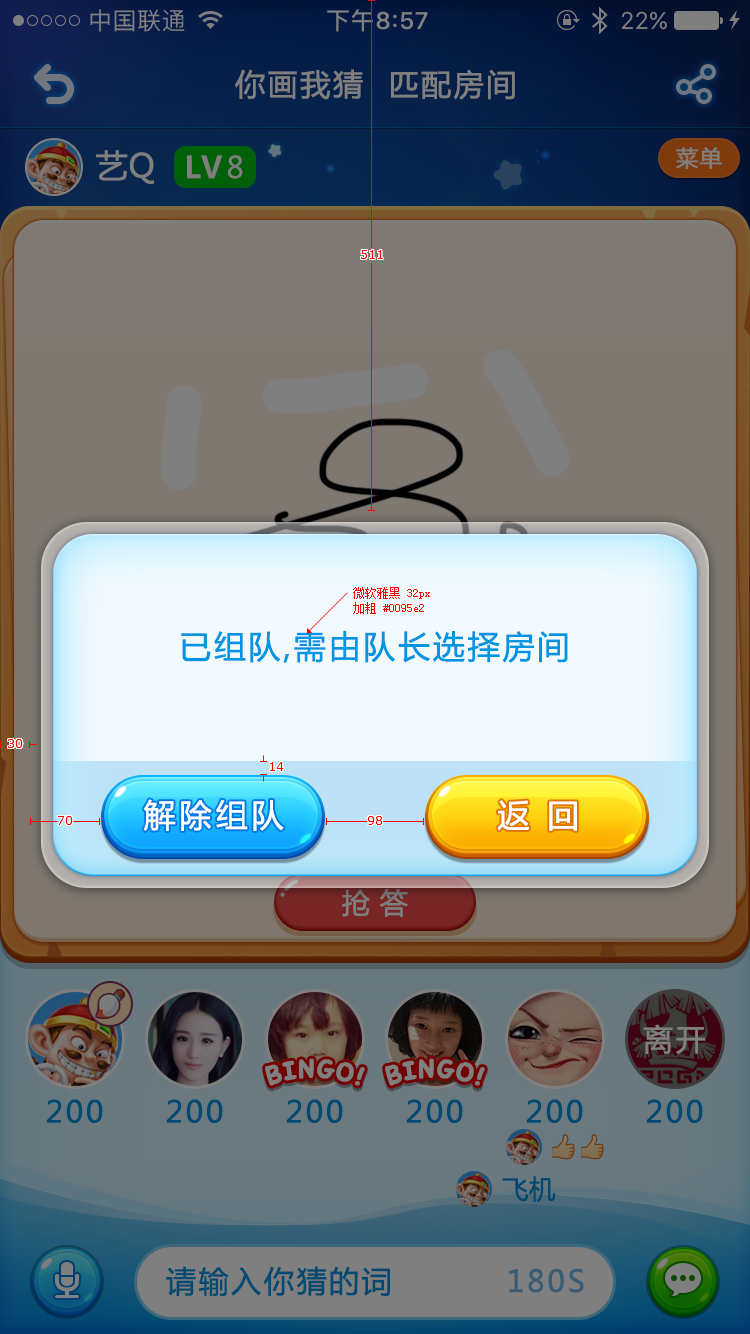 中国联通 下午8:57 22%
你画我猜 匹配房间
艺Q LV8 菜单
511
微软雅黑 32px
加粗 #0095e2
已组队,需由队长选择房间
30
14
70 解除组队 98 返 回
抢 答
BINGO! BINGO! 离开
200 200 200 200 200 200
飞机
请输入你猜的词 180S